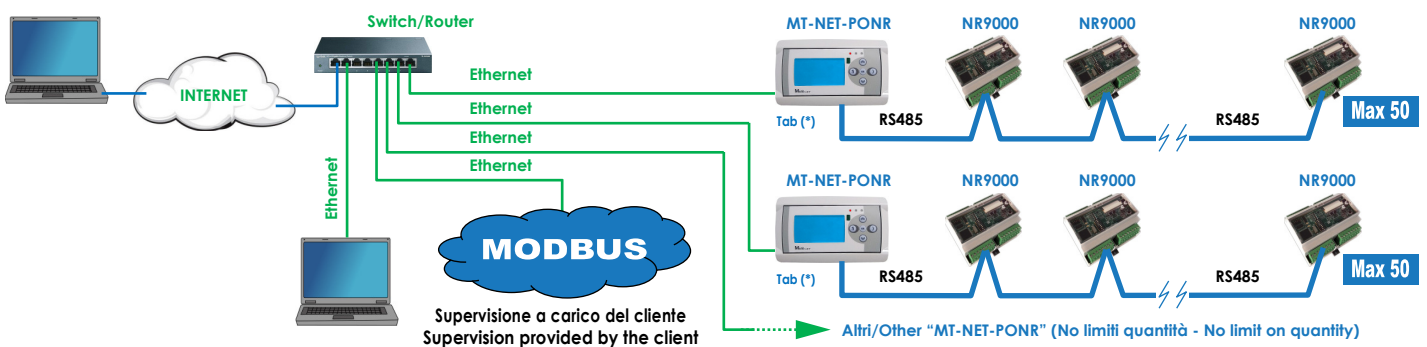 Switch/Router
MT-NET-PONR
NR9000
NR9000
NR9000
INTERNET
Ethernet
Ethernet
Ethernet
Ethernet
Ethernet
Tab (*)
RS485
RS485
Max 50
MT-NET-PONR
NR9000
NR9000
NR9000
MODBUS
Tab (*)
RS485
RS485
Max 50
Supervisione a carico del cliente
Supervision provided by the client
Altri/Other “MT-NET-PONR” (No limiti quantità - No limit on quantity)